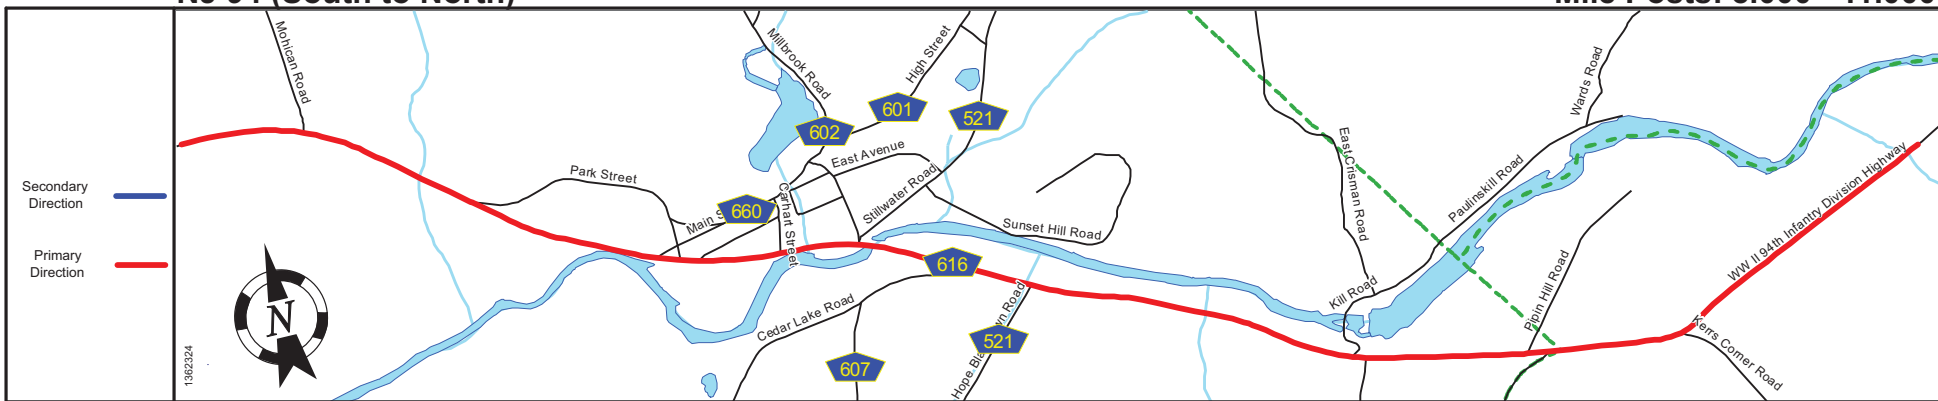 Secondary
Direction
Primary
Direction
1362324
N
Mohican Road
Millbrook Road
High Street
602
601
521
Park Street
East Avenue
Main
660
Carhart Street
Stillwater Road
Sunset Hill Road
616
Cedar Lake Road
607
521
Hope
Road
East Crisman Road
Kill Road
Paulinskill Road
Wards Road
Pipin Hill Road
WW II 94th Infantry Division Highway
Kerrs Corner Road